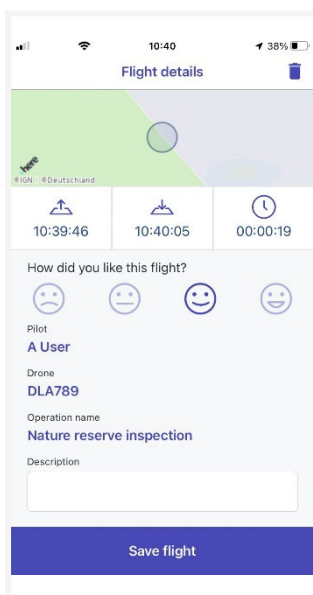 10:40
38%
Flight details
here
©IGN ©Deutschland
10:39:46 10:40:05 00:00:19
How did you like this flight?
Pilot
A User
Drone
DLA789
Operation name
Nature reserve inspection
Description
Save flight